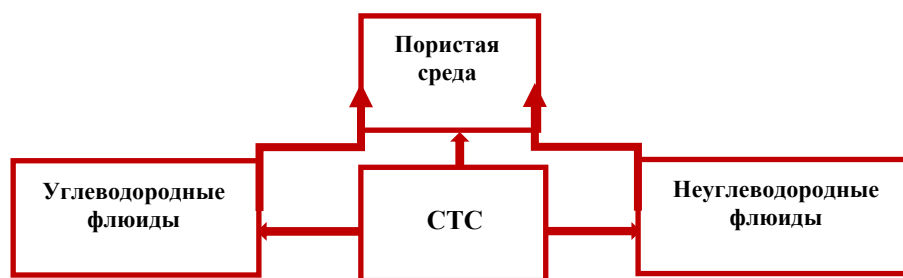 Пористая
среда
Углеводородные
флюиды
СТС
Неуглеводородные
флюиды